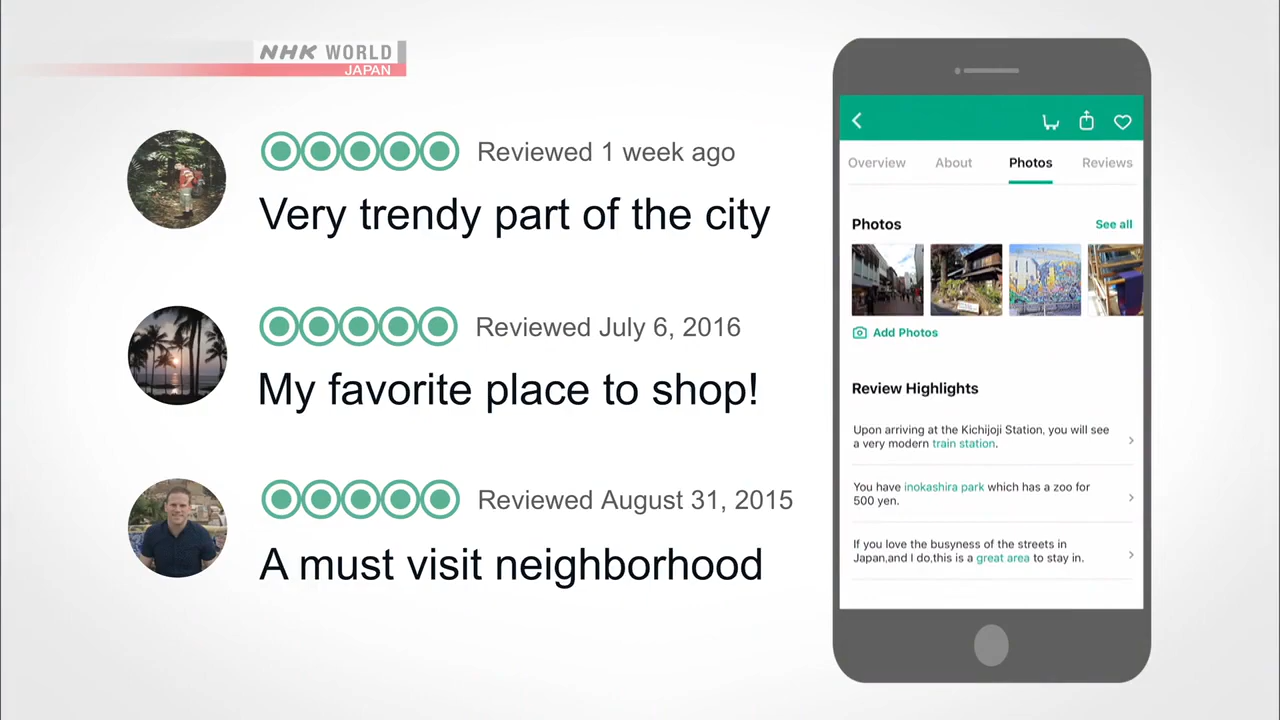 NHK WORLD
JAPAN
Reviewed 1 week ago
Very trendy part of the city
Reviewed July 6, 2016
My favorite place to shop!
Reviewed August 31, 2015
A must visit neighborhood
Overview About Photos Reviews
Photos See all
Add Photos
Review Highlights
Upon arriving at the Kichijoji Station, you will see
a very modern train station.
You have inokashira park which has a zoo for
500 yen.
If you love the busyness of the streets in
Japan,and I do,this is a great area to stay in.